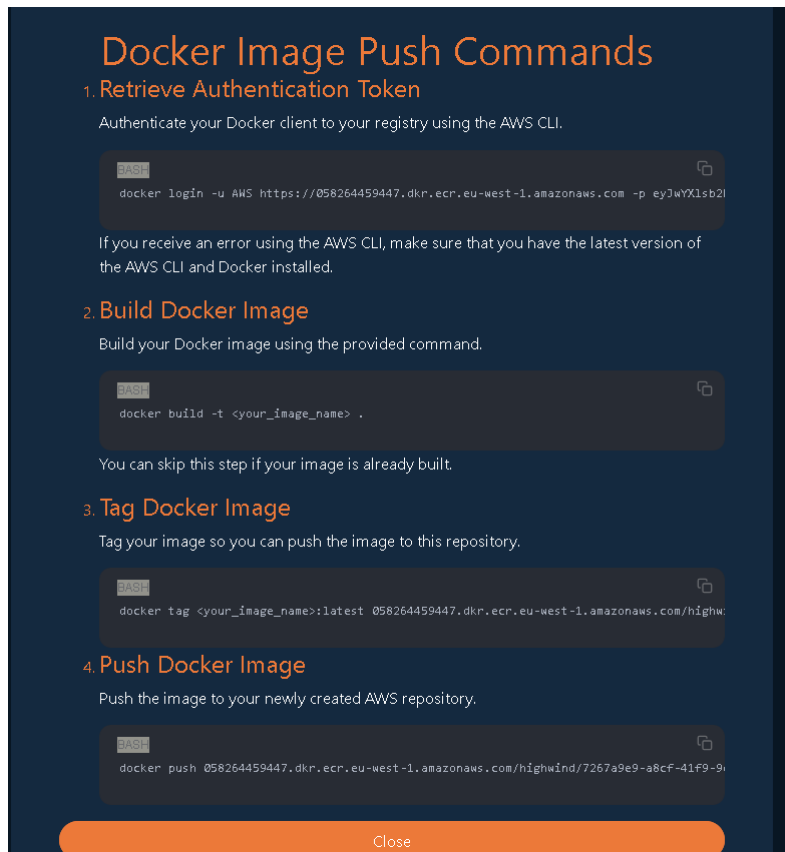 Docker Image Push Commands
1. Retrieve Authentication Token
Authenticate your Docker client to your registry using the AWS CLI.
BASH
docker login -u AWS https://058264459447.dkr.ecr.eu-west-1.amazonaws.com -p eyJwYXlsb2
If you receive an error using the AWS CLI, make sure that you have the latest version of
the AWS CLI and Docker installed.
2. Build Docker Image
Build your Docker image using the provided command.
BASH
docker build -t <your_image_name> .
You can skip this step if your image is already built.
3. Tag Docker Image
Tag your image so you can push the image to this repository.
BASH
docker tag <your_image_name>:latest 058264459447.dkr.ecr.eu-west-1.amazonaws.com/highw
4. Push Docker Image
Push the image to your newly created AWS repository.
BASH
docker push 058264459447.dkr.ecr.eu-west-1.amazonaws.com/highwind/7267a9e9-a8cf-41f9-9
Close